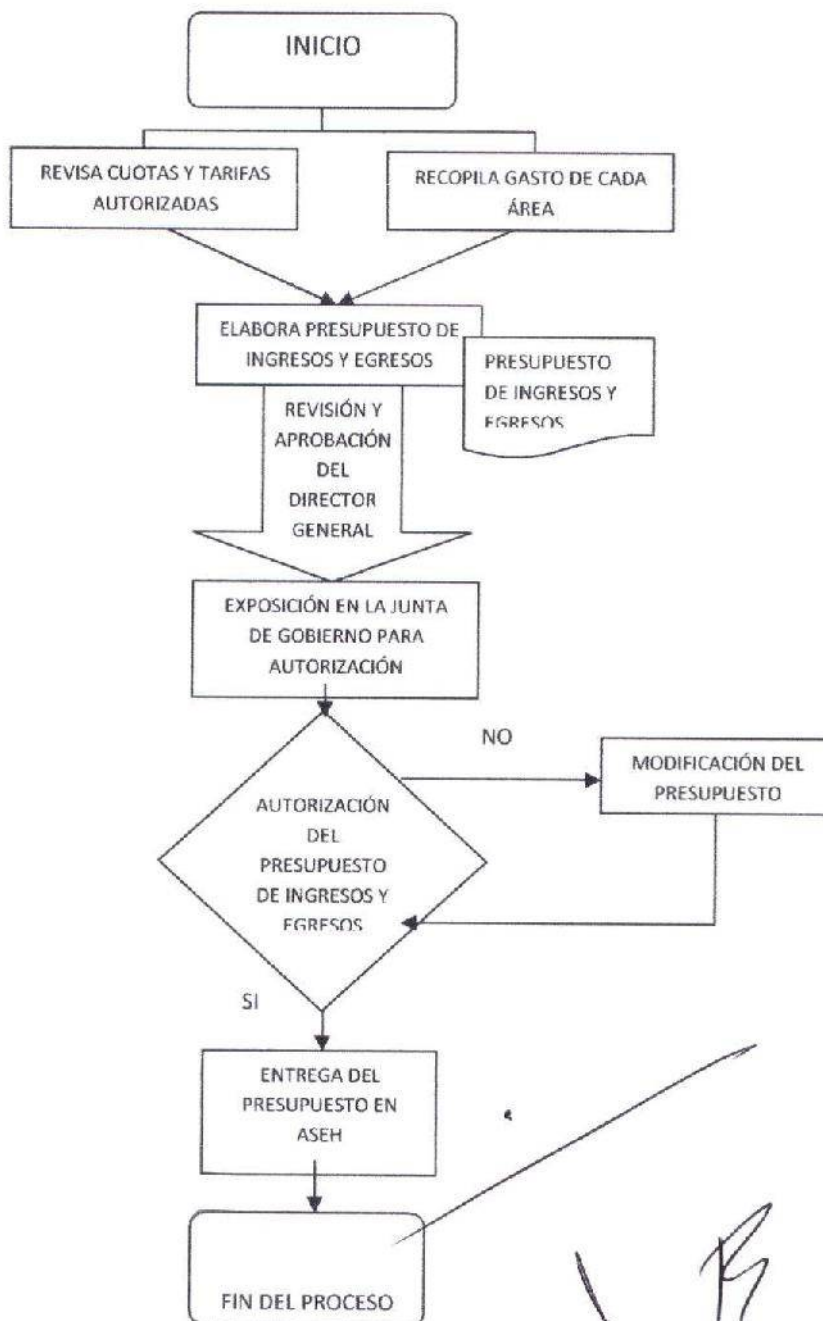 INICIO
REVISA CUOTAS Y TARIFAS
AUTORIZADAS
RECOPILA GASTO DE CADA
ÁREA
ELABORA PRESUPUESTO DE
INGRESOS Y EGRESOS
PRESUPUESTO
DE INGRESOS Y
EGRESOS
REVISIÓN Y
APROBACIÓN
DEL
DIRECTOR
GENERAL
EXPOSICIÓN EN LA JUNTA
DE GOBIERNO PARA
AUTORIZACIÓN
NO
MODIFICACIÓN DEL
PRESUPUESTO
AUTORIZACIÓN
DEL
PRESUPUESTO
DE INGRESOS Y
EGRESOS
SI
ENTREGA DEL
PRESUPUESTO EN
ASEH
FIN DEL PROCESO